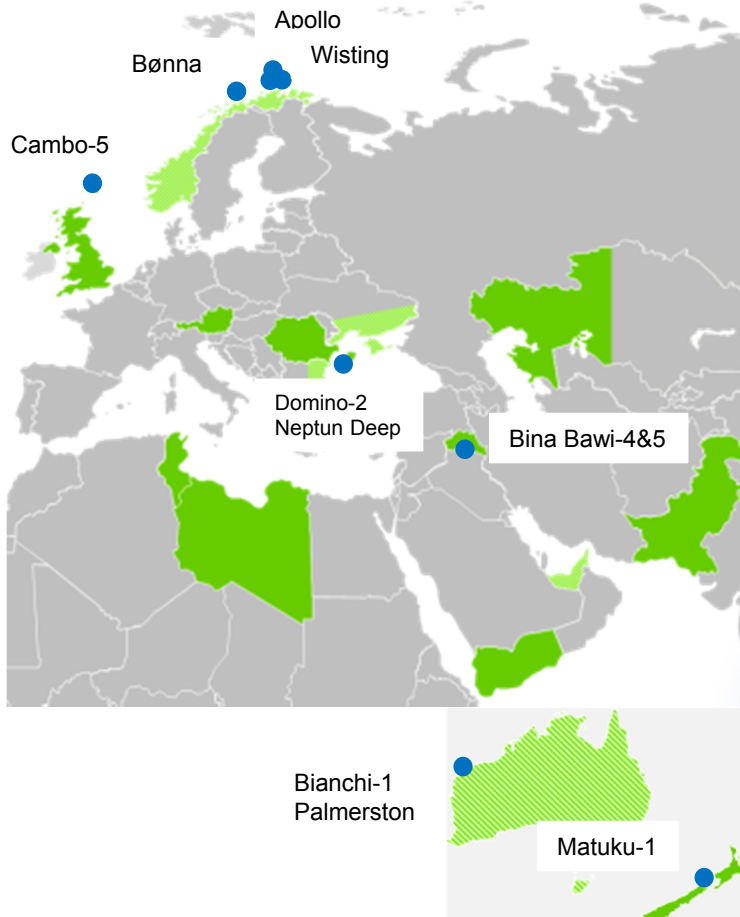 Apollo
Bønna
Wisting
Cambo-5
Domino-2
Neptun Deep
Bina Bawi-4&5
Bianchi-1
Palmerston
Matuku-1